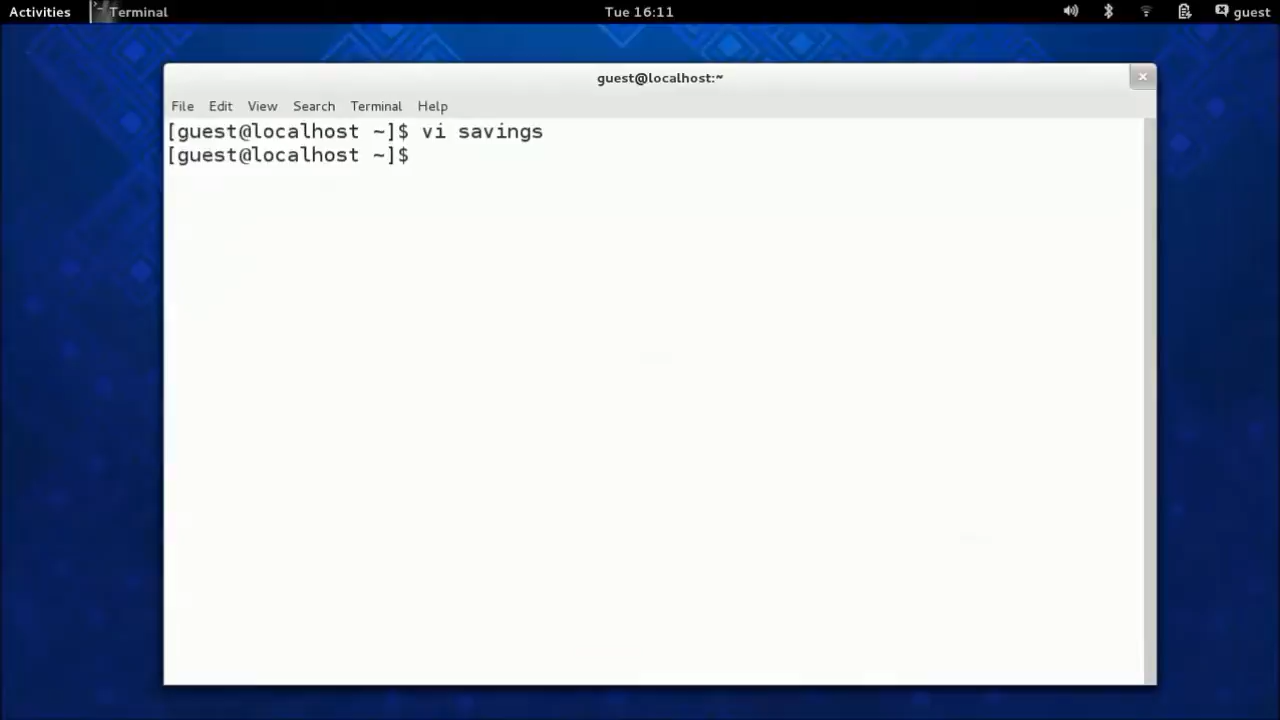 Activities Terminal Tue 16:11 guest
guest@localhost:~
File Edit View Search Terminal Help
[guest@localhost ~]$ vi savings
[guest@localhost ~]$